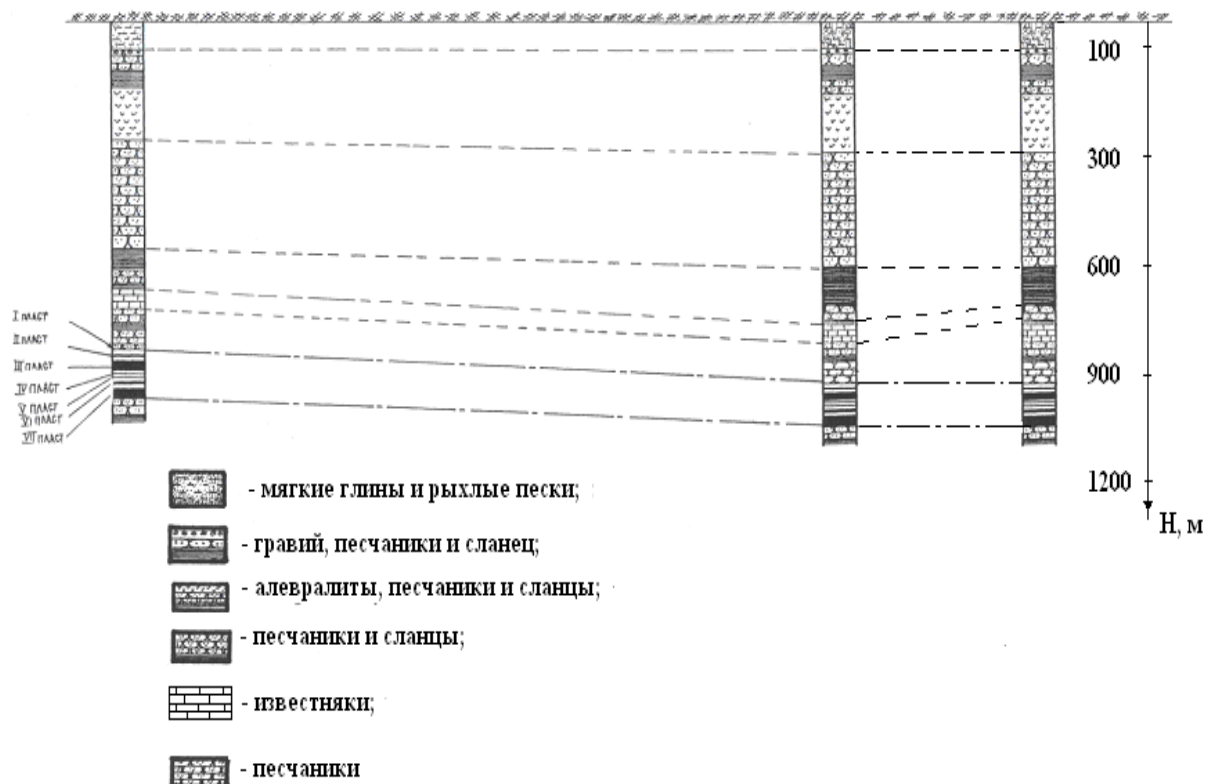 100
300
600
I ПЛАСТ
II ПЛАСТ
III ПЛАСТ
IV ПЛАСТ
V ПЛАСТ
VI ПЛАСТ
VII ПЛАСТ
900
1200
Н, м
- мягкие глины и рыхлые пески;
- гравий, песчаники и сланец;
- алевралиты, песчаники и сланцы;
- песчаники и сланцы;
- известняки;
- песчаники